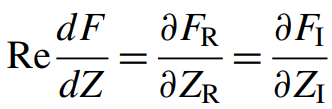 Re dF/dZ = ∂F_R/∂Z_R = ∂F_I/∂Z_I